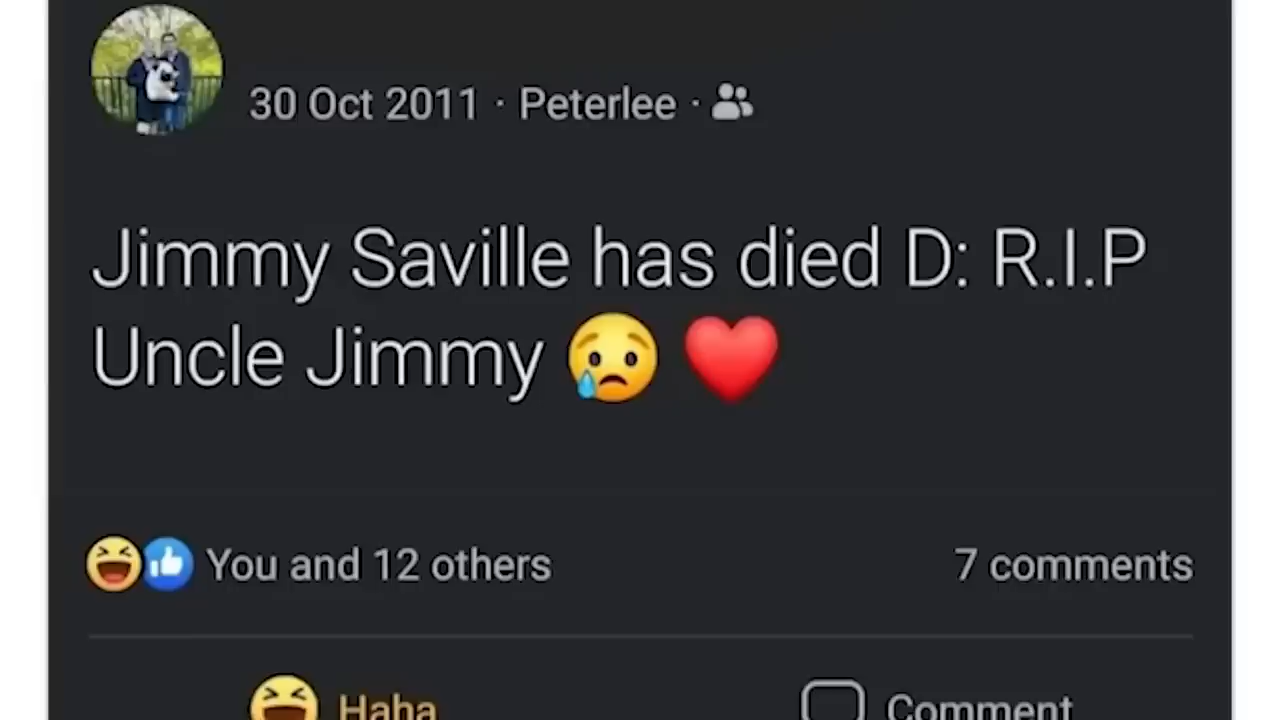 30 Oct 2011 · Peterlee ·
Jimmy Saville has died D: R.I.P
Uncle Jimmy 😥 ❤️
You and 12 others 7 comments
Haha Comment